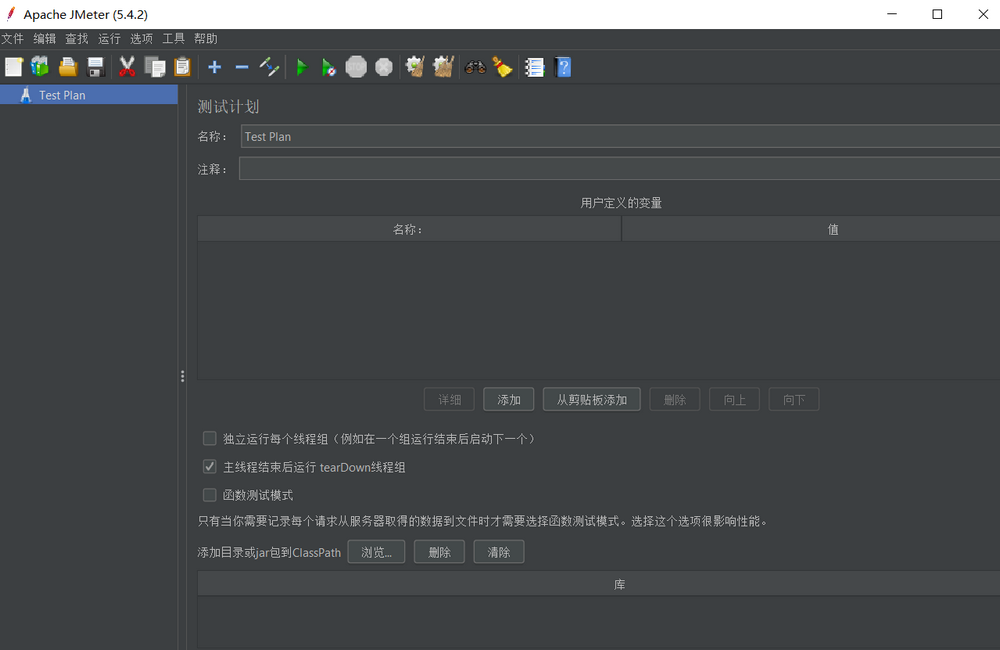 Apache JMeter (5.4.2)
文件 编辑 查找 运行 选项 工具 帮助
Test Plan
测试计划
名称： Test Plan
注释：
用户定义的变量
名称： 值
详细 添加 从剪贴板添加 删除 向上 向下
独立运行每个线程组（例如在一个组运行结束后启动下一个）
主线程结束后运行 tearDown线程组
函数测试模式
只有当你需要记录每个请求从服务器取得的数据到文件时才需要选择函数测试模式。选择这个选项很影响性能。
添加目录或jar包到ClassPath 浏览... 删除 清除
库